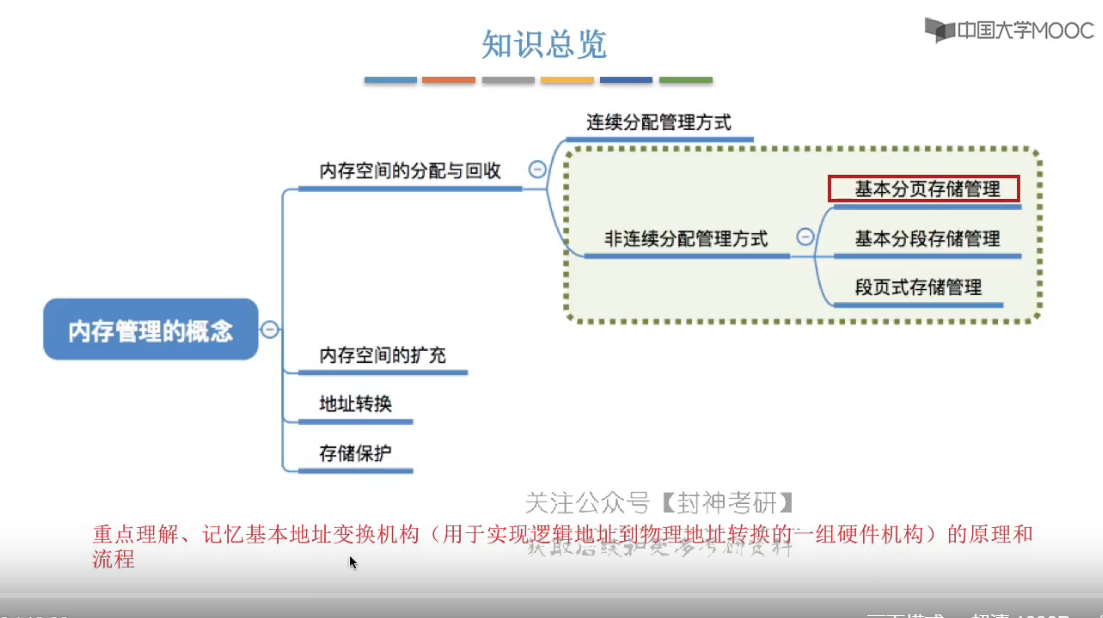 知识总览
中国大学MOOC
连续分配管理方式
内存空间的分配与回收
基本分页存储管理
非连续分配管理方式
基本分段存储管理
段页式存储管理
内存管理的概念
内存空间的扩充
地址转换
存储保护
关注公众号【封神考研】
重点理解、记忆基本地址变换机构（用于实现逻辑地址到物理地址转换的一组硬件机构）的原理和
流程